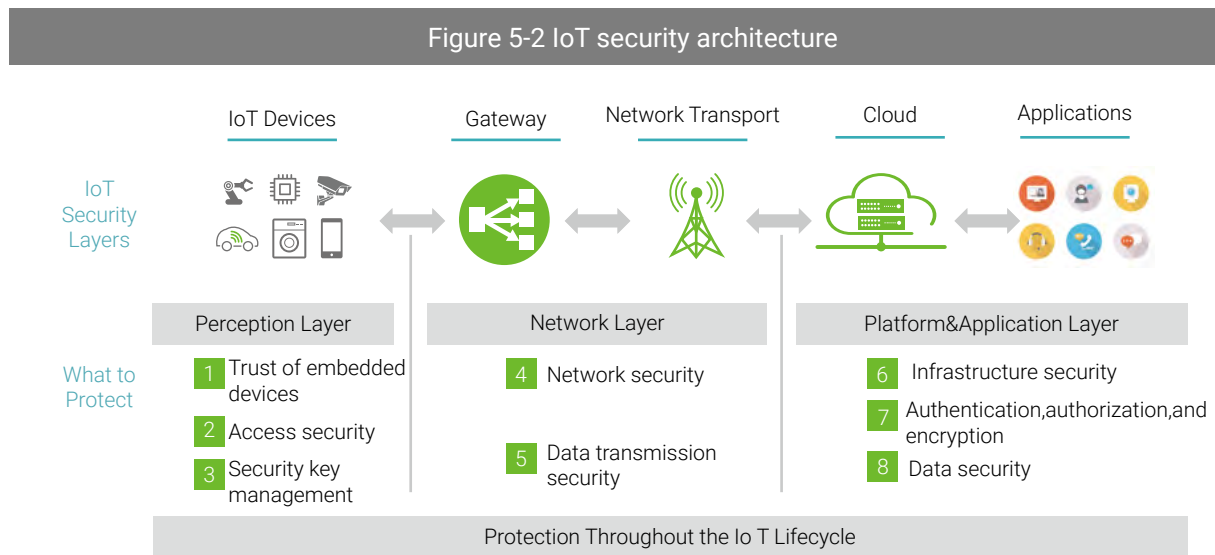 Figure 5-2 IoT security architecture
IoT Devices
Gateway
Network Transport
Cloud
Applications
IoT
Security
Layers
Perception Layer
Network Layer
Platform&Application Layer
What to
Protect
1 Trust of embedded
devices
2 Access security
3 Security key
management
4 Network security
5 Data transmission
security
6 Infrastructure security
7 Authentication,authorization,and
encryption
8 Data security
Protection Throughout the Io T Lifecycle